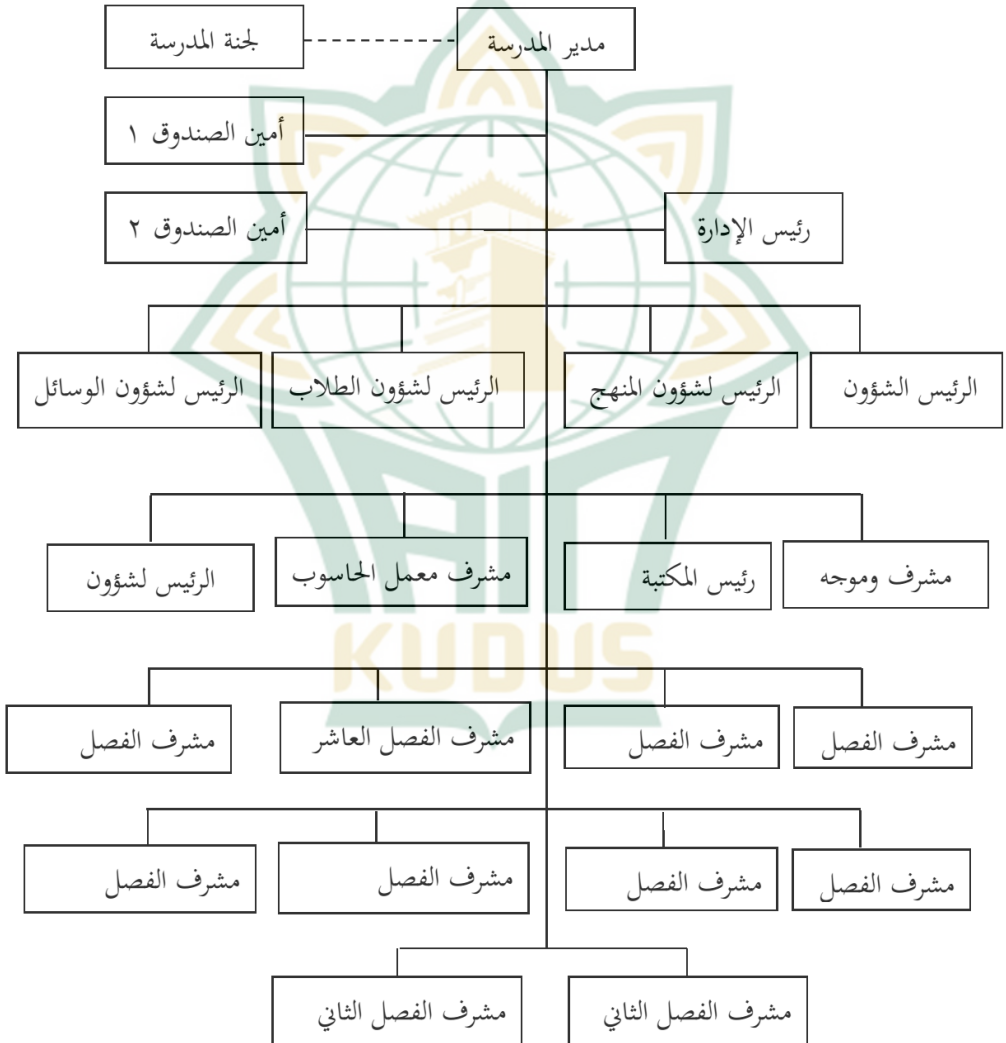 مدير المدرسة
لجنة المدرسة
أمين الصندوق ١
رئيس الإدارة
أمين الصندوق ٢
الرئيس الشؤون
الرئيس لشؤون المنهج
الرئيس لشؤون الطلاب
الرئيس لشؤون الوسائل
مشرف وموجه
رئيس المكتبة
مشرف معمل الحاسوب
الرئيس لشؤون
KUDUS
مشرف الفصل
مشرف الفصل
مشرف الفصل العاشر
مشرف الفصل
مشرف الفصل
مشرف الفصل
مشرف الفصل
مشرف الفصل
مشرف الفصل الثاني
مشرف الفصل الثاني